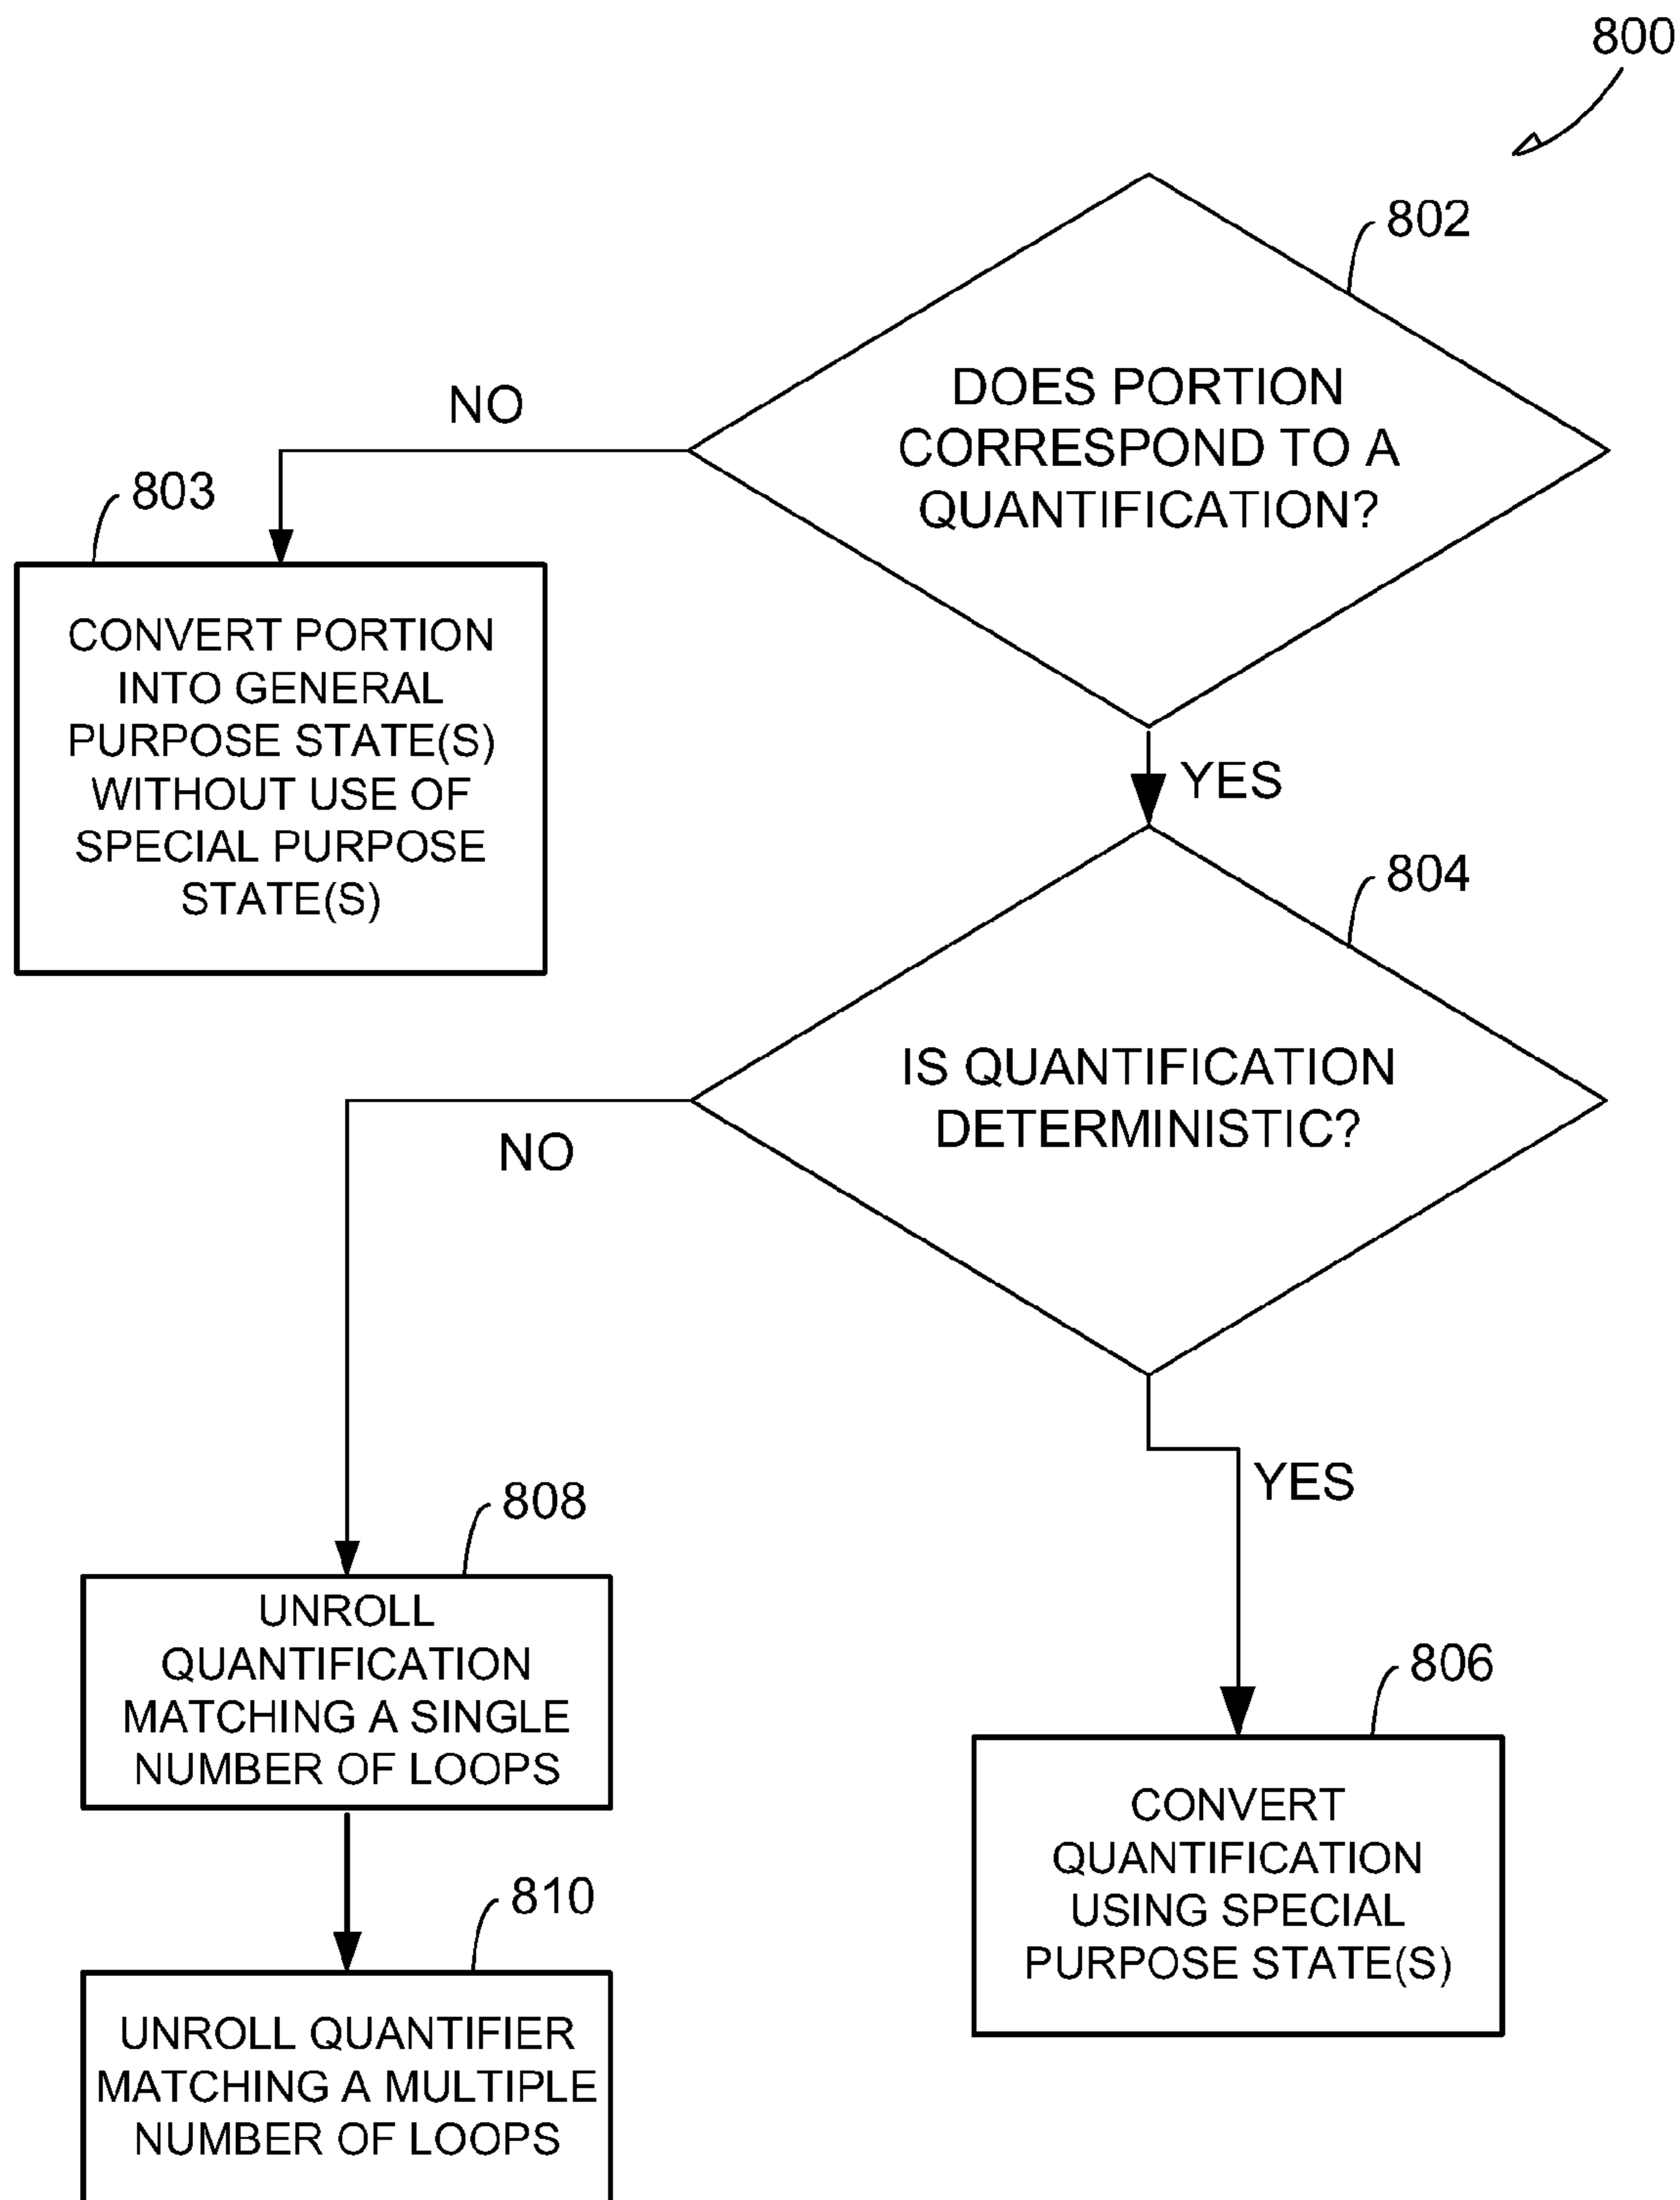 800
802
DOES PORTION
CORRESPOND TO A
QUANTIFICATION?
NO
803
CONVERT PORTION
INTO GENERAL
PURPOSE STATE(S)
WITHOUT USE OF
SPECIAL PURPOSE
STATE(S)
YES
804
IS QUANTIFICATION
DETERMINISTIC?
NO
YES
808
UNROLL
QUANTIFICATION
MATCHING A SINGLE
NUMBER OF LOOPS
806
CONVERT
QUANTIFICATION
USING SPECIAL
PURPOSE STATE(S)
810
UNROLL QUANTIFIER
MATCHING A MULTIPLE
NUMBER OF LOOPS